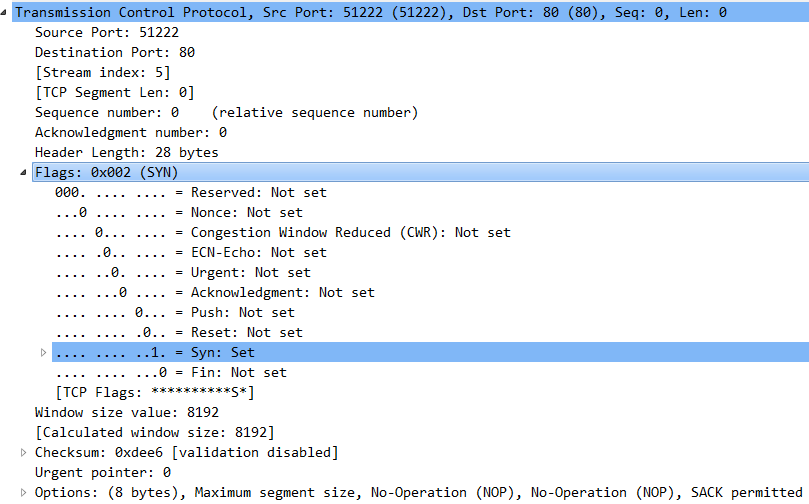 Transmission Control Protocol, Src Port: 51222 (51222), Dst Port: 80 (80), Seq: 0, Len: 0
Source Port: 51222
Destination Port: 80
[Stream index: 5]
[TCP Segment Len: 0]
Sequence number: 0    (relative sequence number)
Acknowledgment number: 0
Header Length: 28 bytes
Flags: 0x002 (SYN)
000. .... .... = Reserved: Not set
...0 .... .... = Nonce: Not set
.... 0... .... = Congestion Window Reduced (CWR): Not set
.... .0.. .... = ECN-Echo: Not set
.... ..0. .... = Urgent: Not set
.... ...0 .... = Acknowledgment: Not set
.... .... 0... = Push: Not set
.... .... .0.. = Reset: Not set
.... .... ..1. = Syn: Set
.... .... ...0 = Fin: Not set
[TCP Flags: **********S*]
Window size value: 8192
[Calculated window size: 8192]
Checksum: 0xdee6 [validation disabled]
Urgent pointer: 0
Options: (8 bytes), Maximum segment size, No-Operation (NOP), No-Operation (NOP), SACK permitted